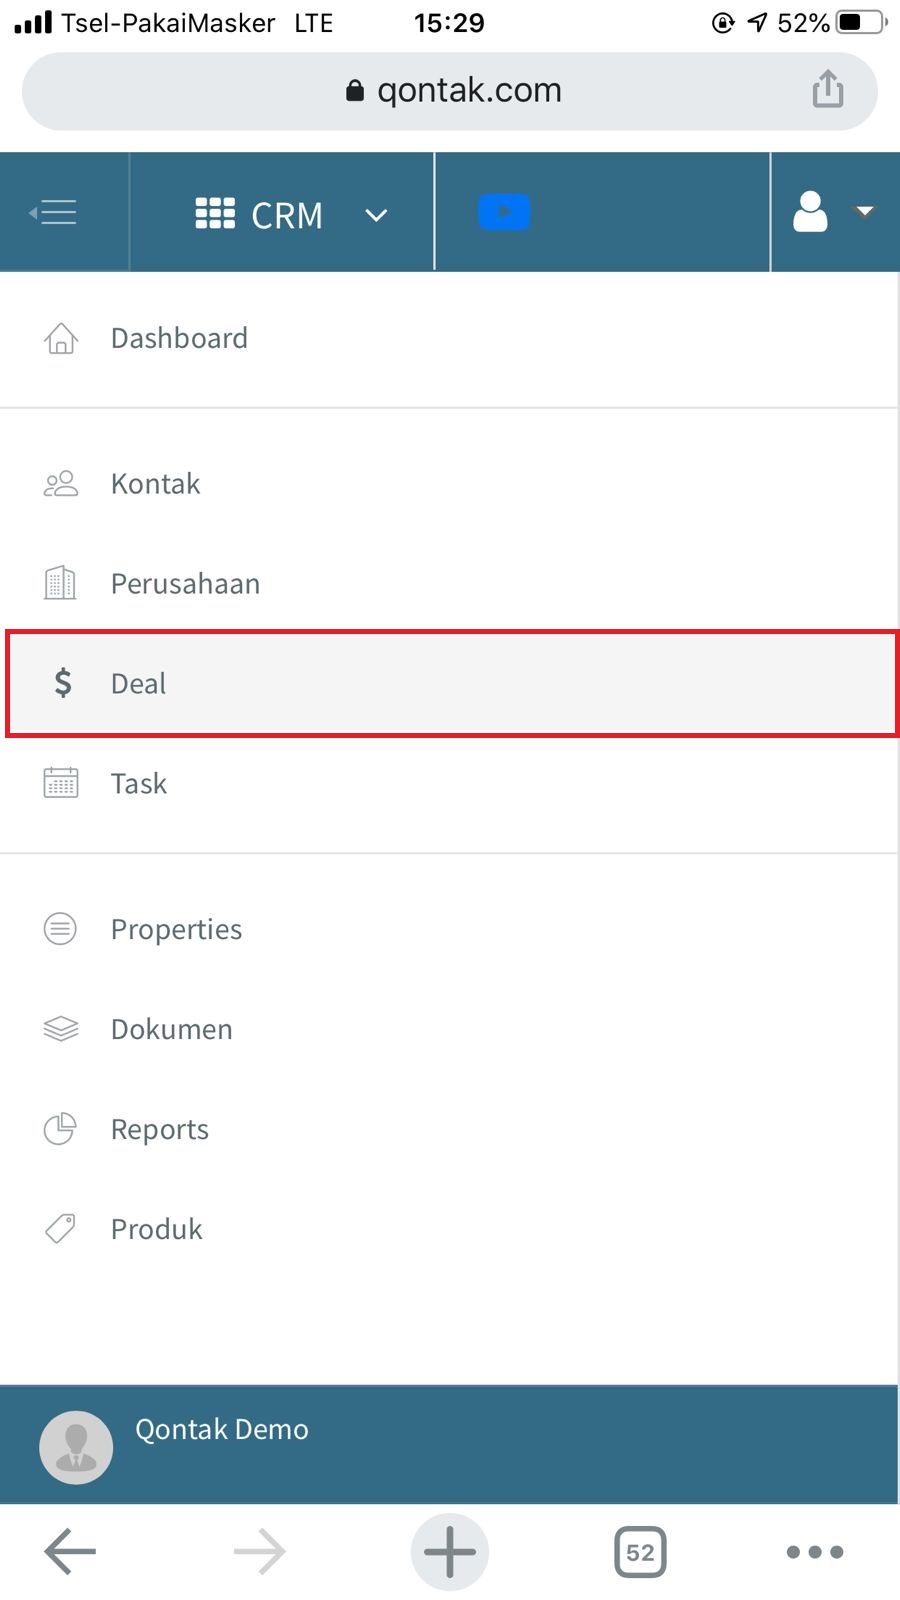 Tsel-PakaiMasker LTE 15:29 52%
qontak.com
CRM
Dashboard
Kontak
Perusahaan
$ Deal
Task
Properties
Dokumen
Reports
Produk
Qontak Demo
52